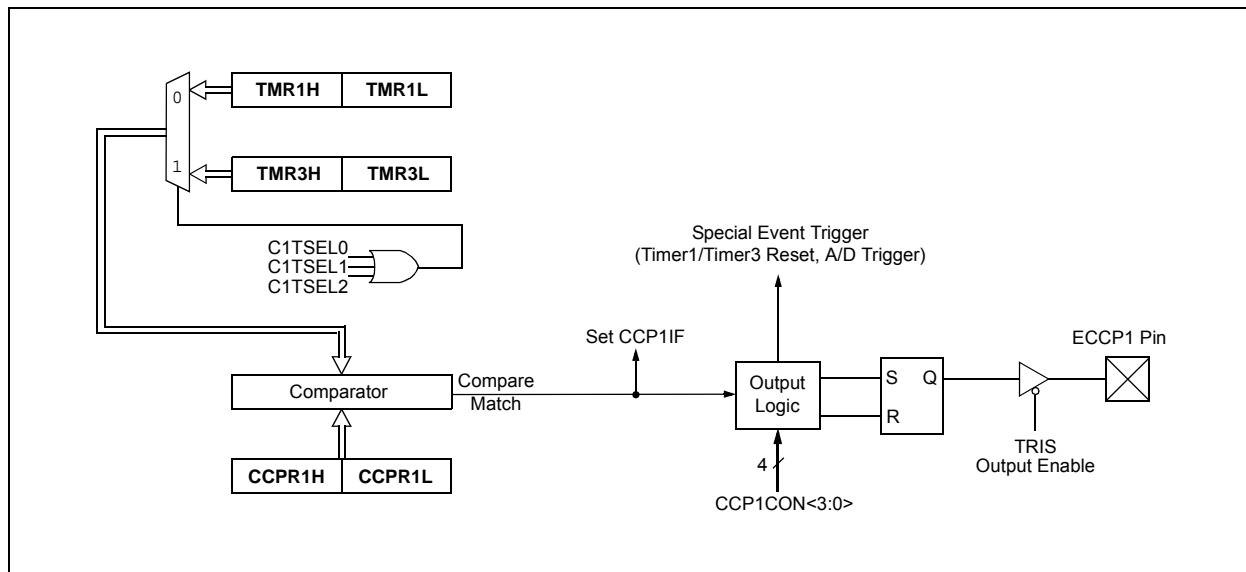 0
TMR1H TMR1L
1
TMR3H TMR3L
C1TSEL0
C1TSEL1
C1TSEL2
Special Event Trigger
(Timer1/Timer3 Reset, A/D Trigger)
Set CCP1IF
ECCP1 Pin
Comparator
Compare
Match
Output
Logic
S Q
R
TRIS
Output Enable
CCPR1H CCPR1L
4
CCP1CON<3:0>